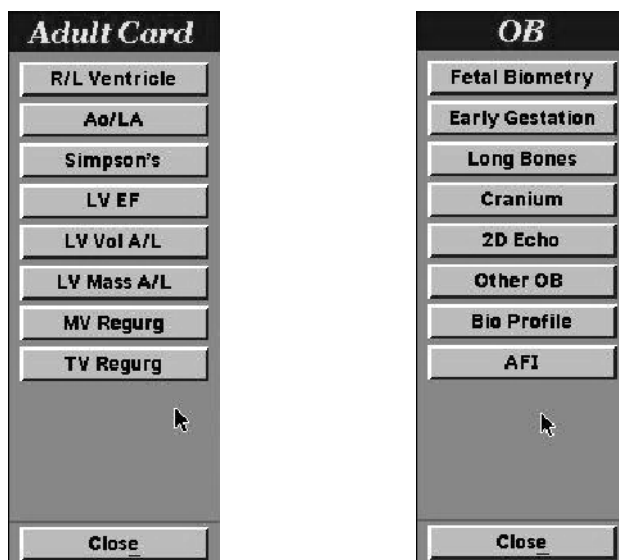 Adult Card
R/L Ventricle
Ao/LA
Simpson's
LV EF
LV Vol A/L
LV Mass A/L
MV Regurg
TV Regurg
Close
OB
Fetal Biometry
Early Gestation
Long Bones
Cranium
2D Echo
Other OB
Bio Profile
AFI
Close